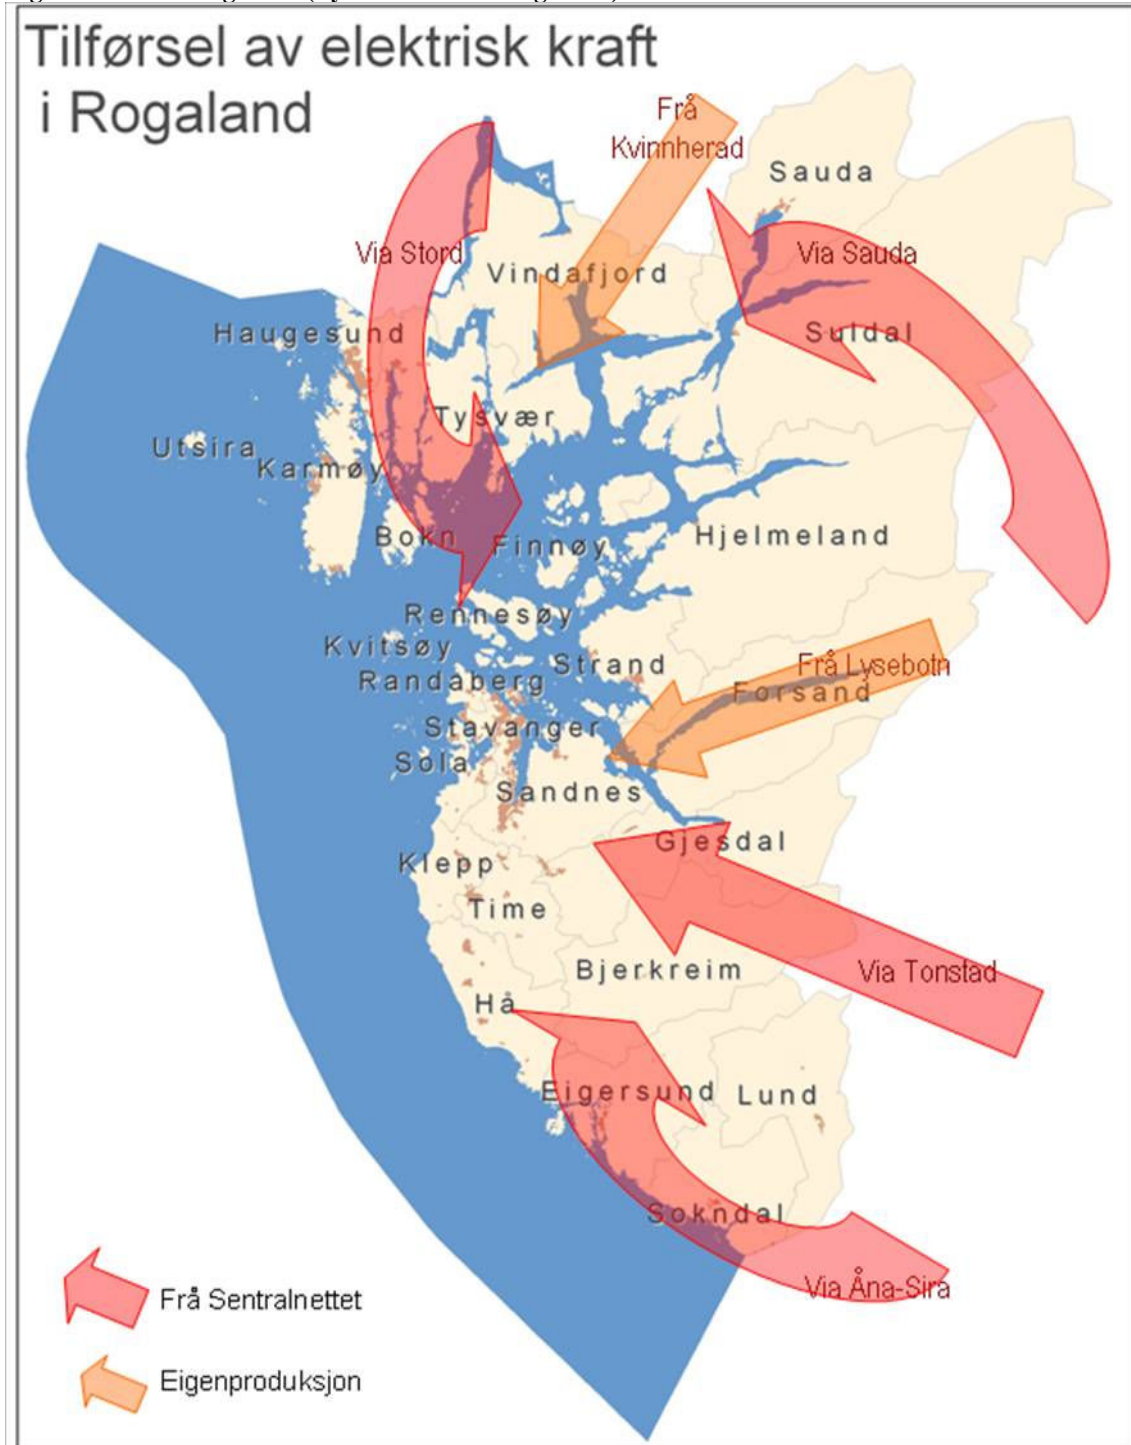 Tilførsel av elektrisk kraft
i Rogaland
Frå
Kvinnherad
Sauda
Via Stord
Via Sauda
Vindafjord
Haugesund
Suldal
Tysvær
Utsira
Karmøy
Bokn
Finnøy
Hjelmeland
Rennesøy
Kvitsøy
Strand
Frå Lysebotn
Randaberg
Forsand
Stavanger
Sola
Sandnes
Gjesdal
Klepp
Time
Bjerkreim
Via Tonstad
Hå
Eigersund
Lund
Sokndal
Via Åna-Sira
Frå Sentralnettet
Eigenproduksjon